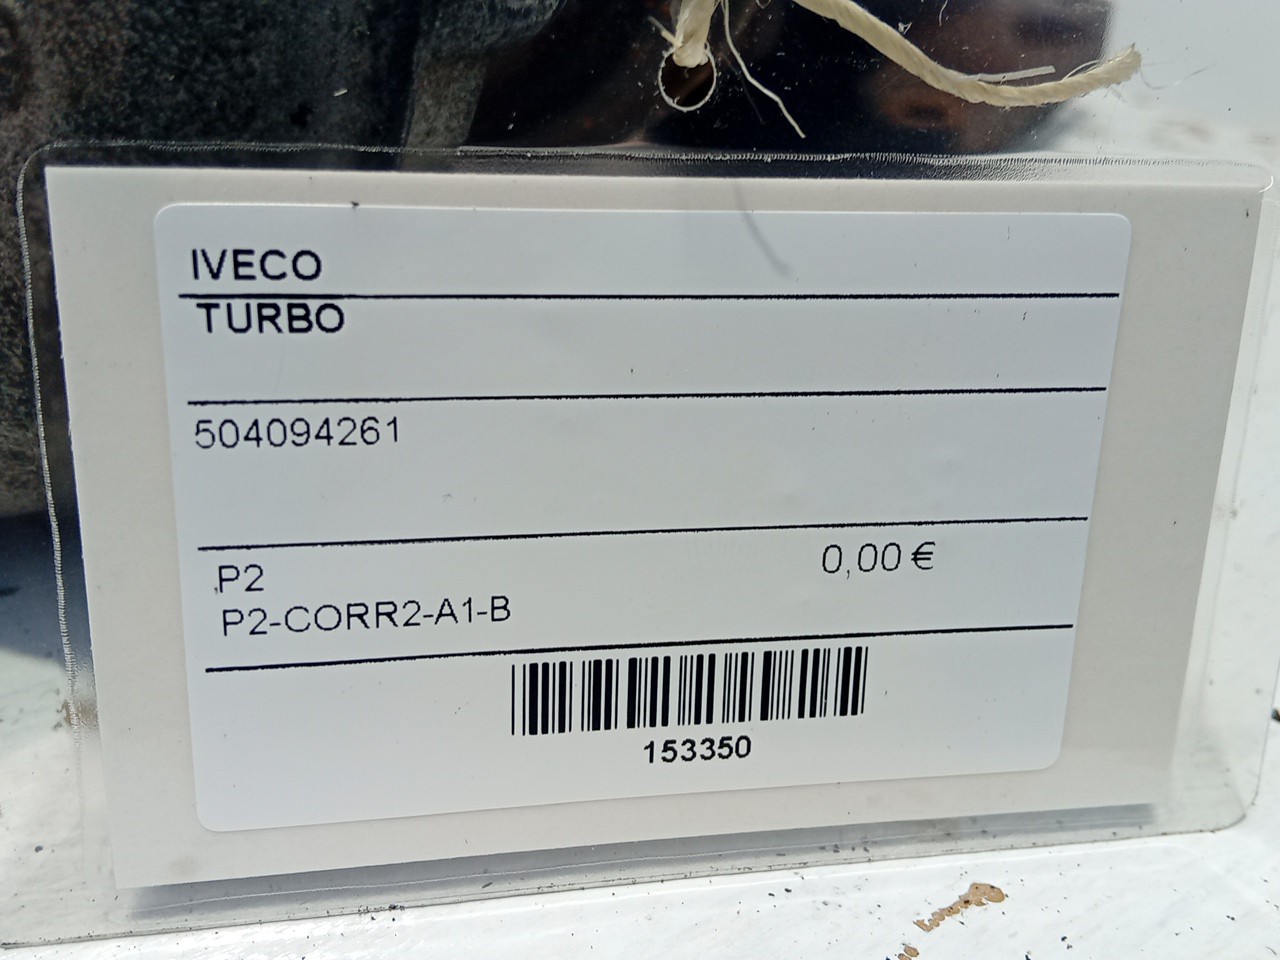 IVECO
TURBO
504094261
P2
0,00 €
P2-CORR2-A1-B
153350